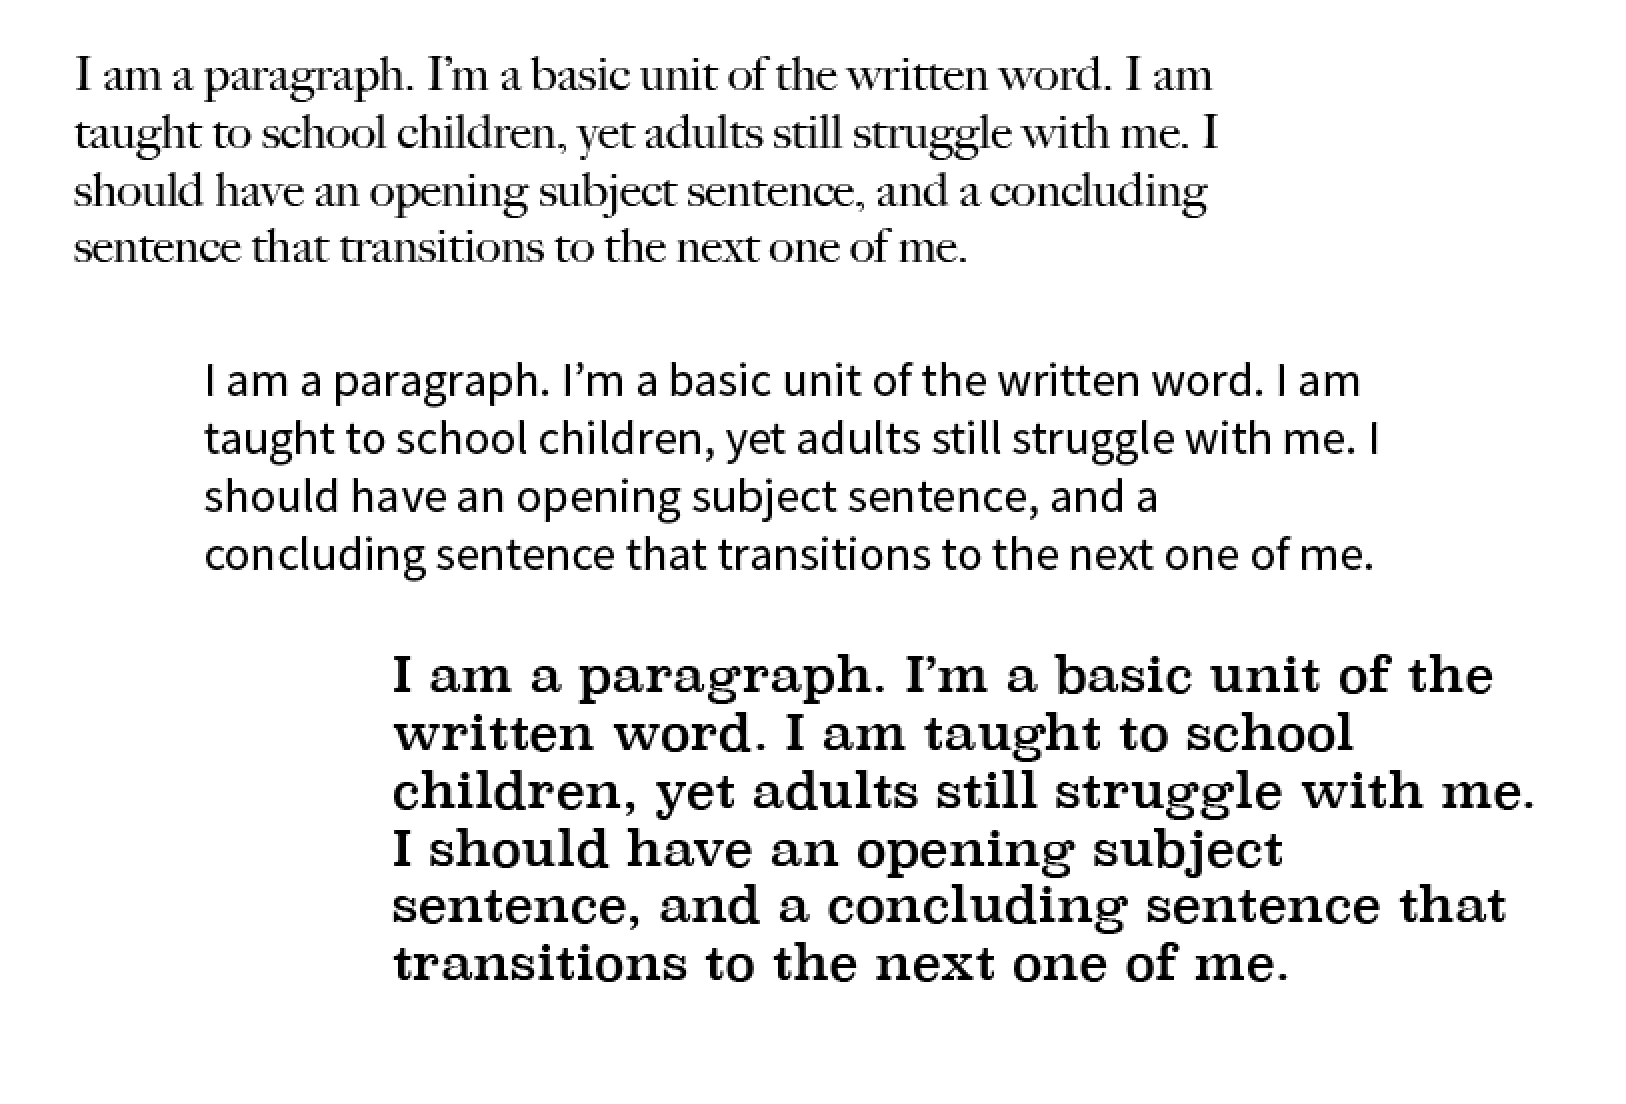 I am a paragraph. I’m a basic unit of the written word. I am
taught to school children, yet adults still struggle with me. I
should have an opening subject sentence, and a concluding
sentence that transitions to the next one of me.
I am a paragraph. I’m a basic unit of the written word. I am
taught to school children, yet adults still struggle with me. I
should have an opening subject sentence, and a
concluding sentence that transitions to the next one of me.
I am a paragraph. I’m a basic unit of the
written word. I am taught to school
children, yet adults still struggle with me.
I should have an opening subject
sentence, and a concluding sentence that
transitions to the next one of me.